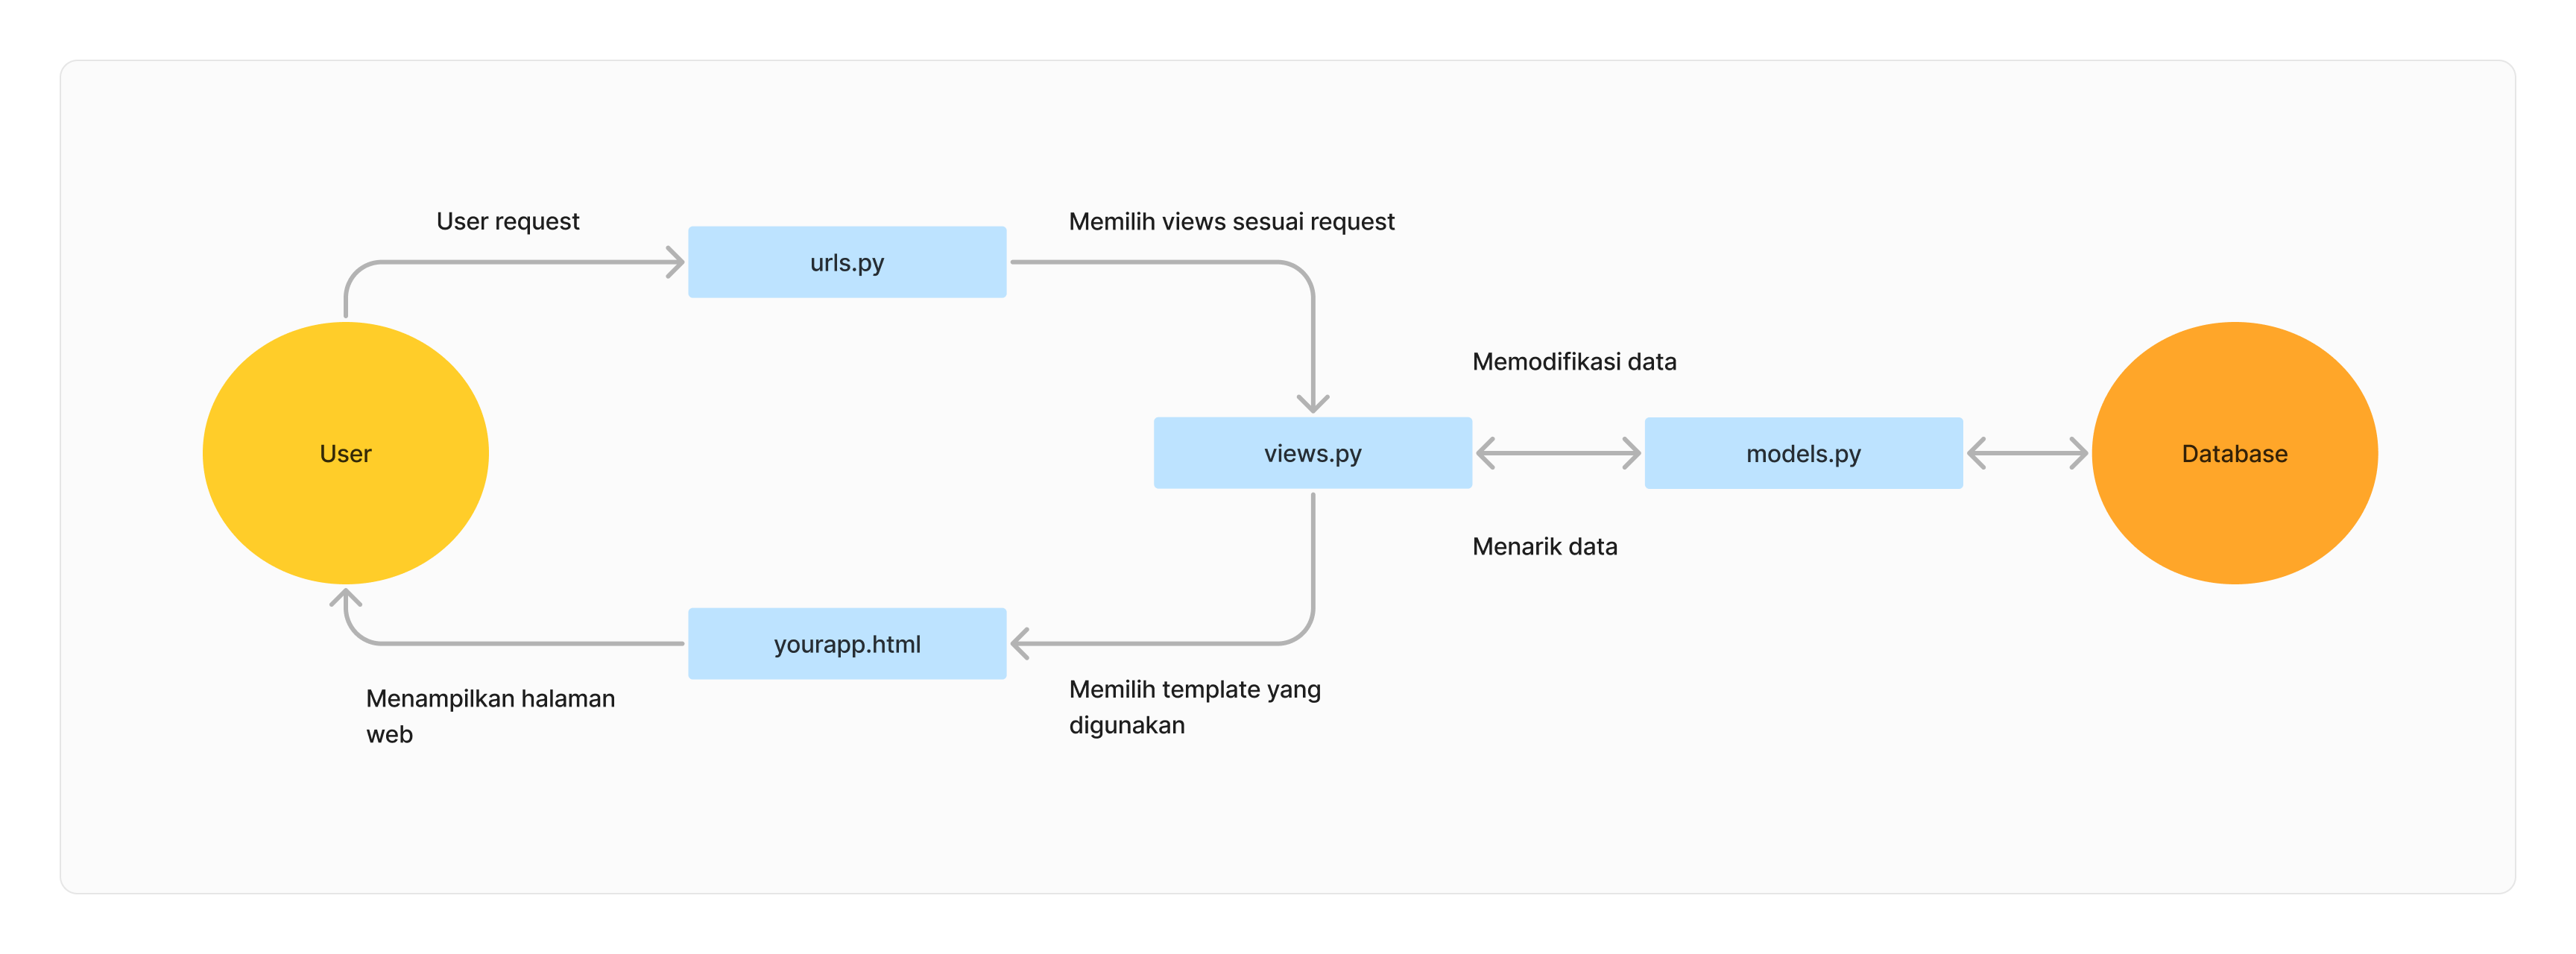 User request
Memilih views sesuai request
urls.py
Memodifikasi data
User
views.py
models.py
Database
Menarik data
yourapp.html
Menampilkan halaman
web
Memilih template yang
digunakan